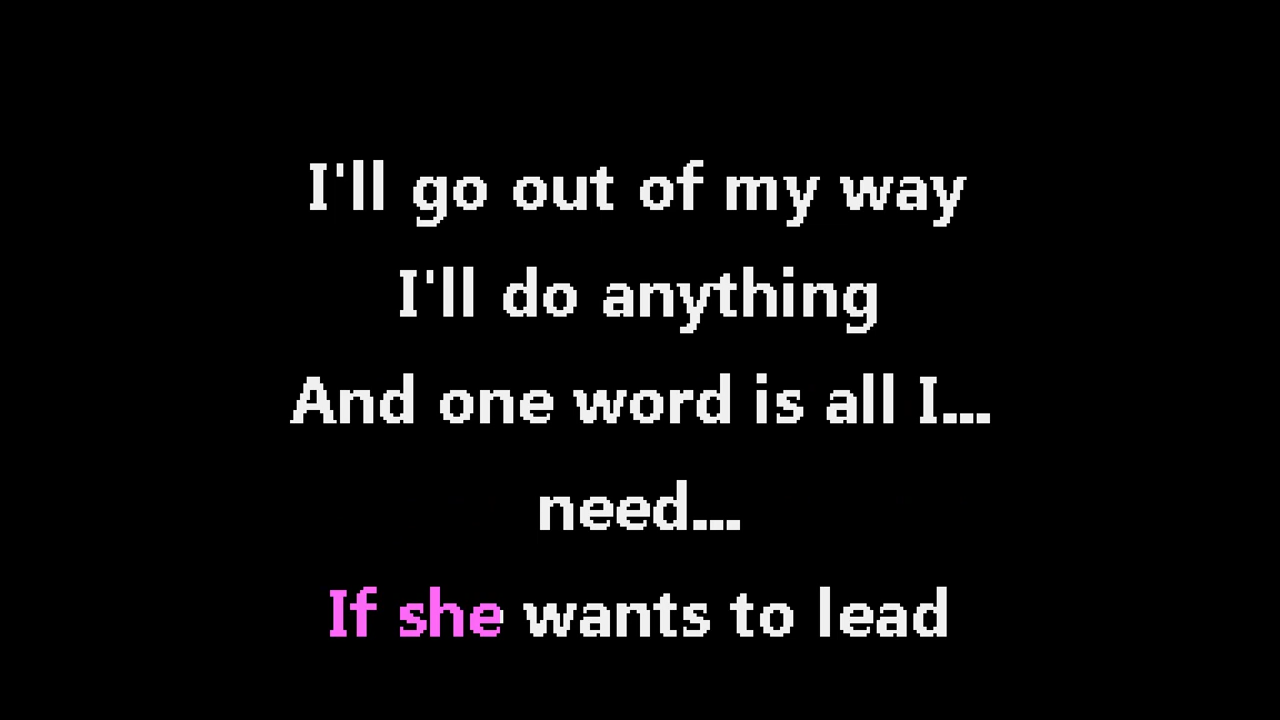 I'll go out of my way
I'll do anything
And one word is all I...
need...
If she wants to lead